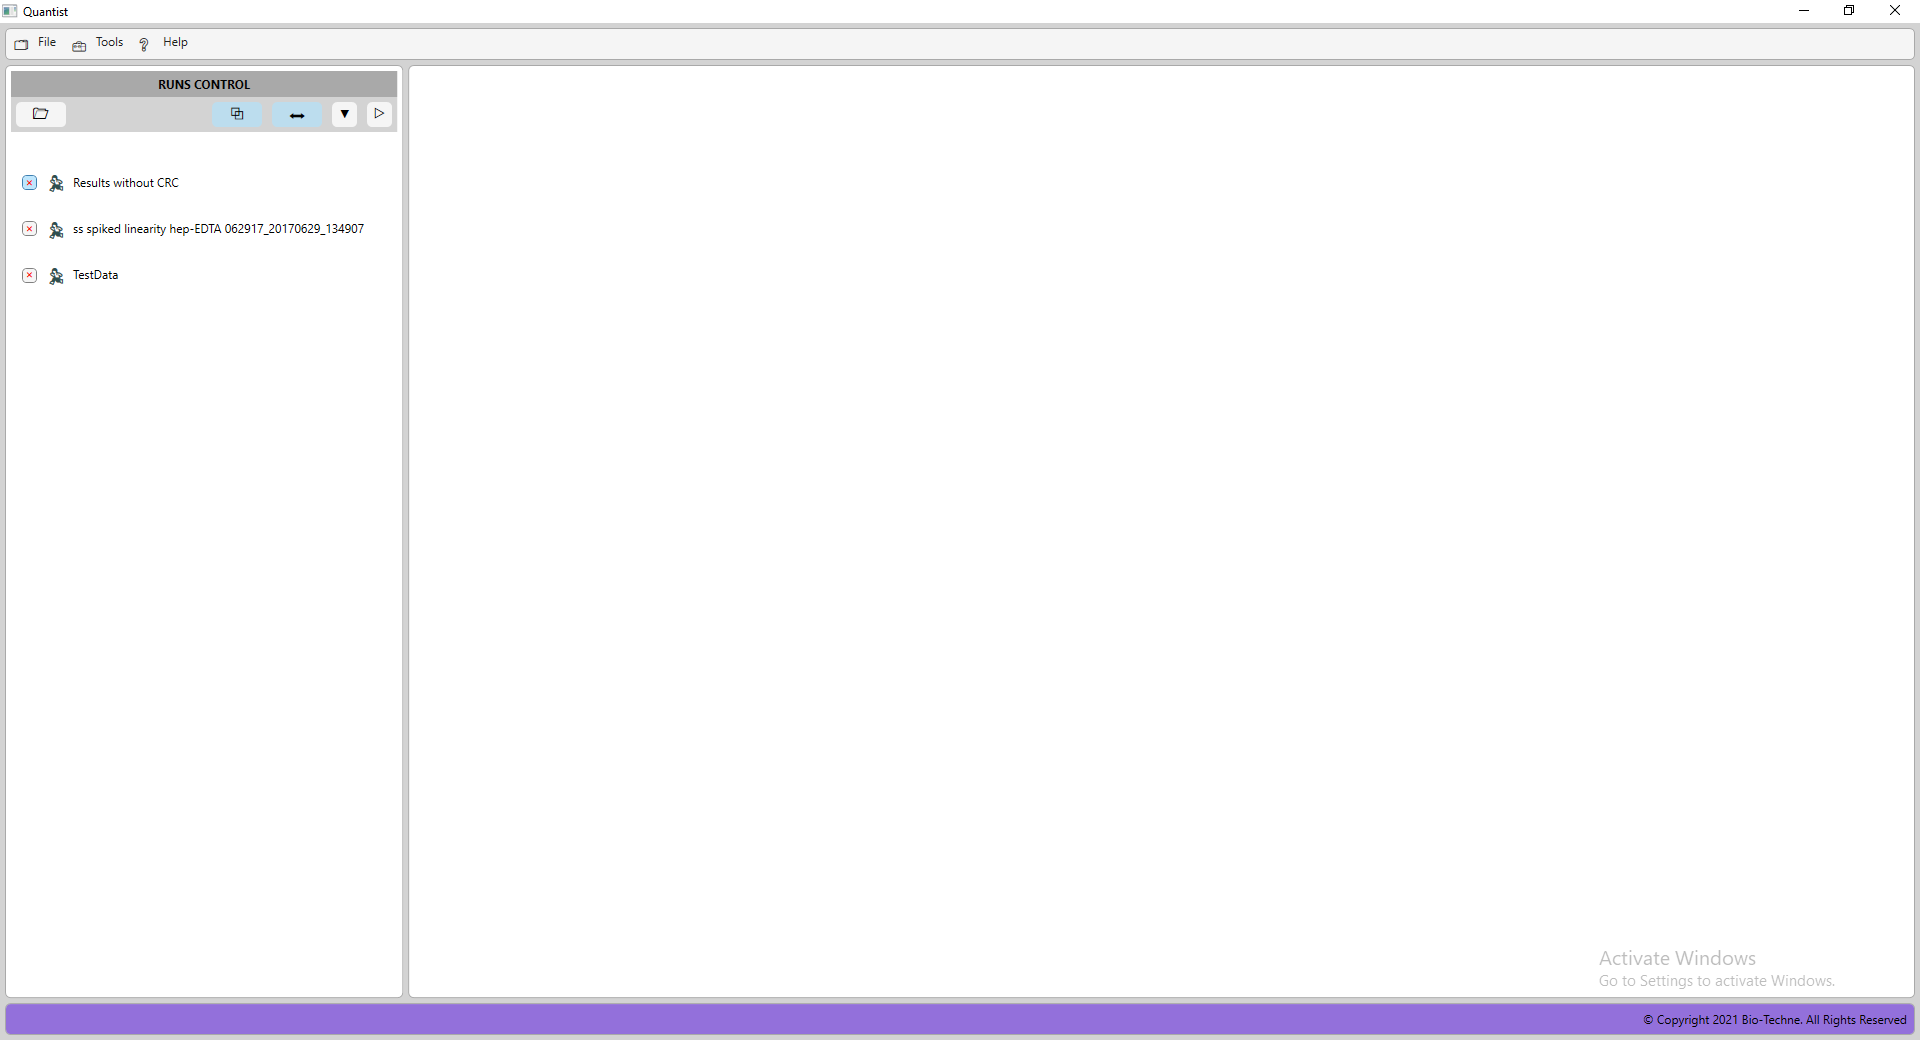 Quantist
File Tools Help
RUNS CONTROL
Results without CRC
ss spiked linearity hep-EDTA 062917_20170629_134907
TestData
Activate Windows
Go to Settings to activate Windows.
© Copyright 2021 Bio-Techne. All Rights Reserved